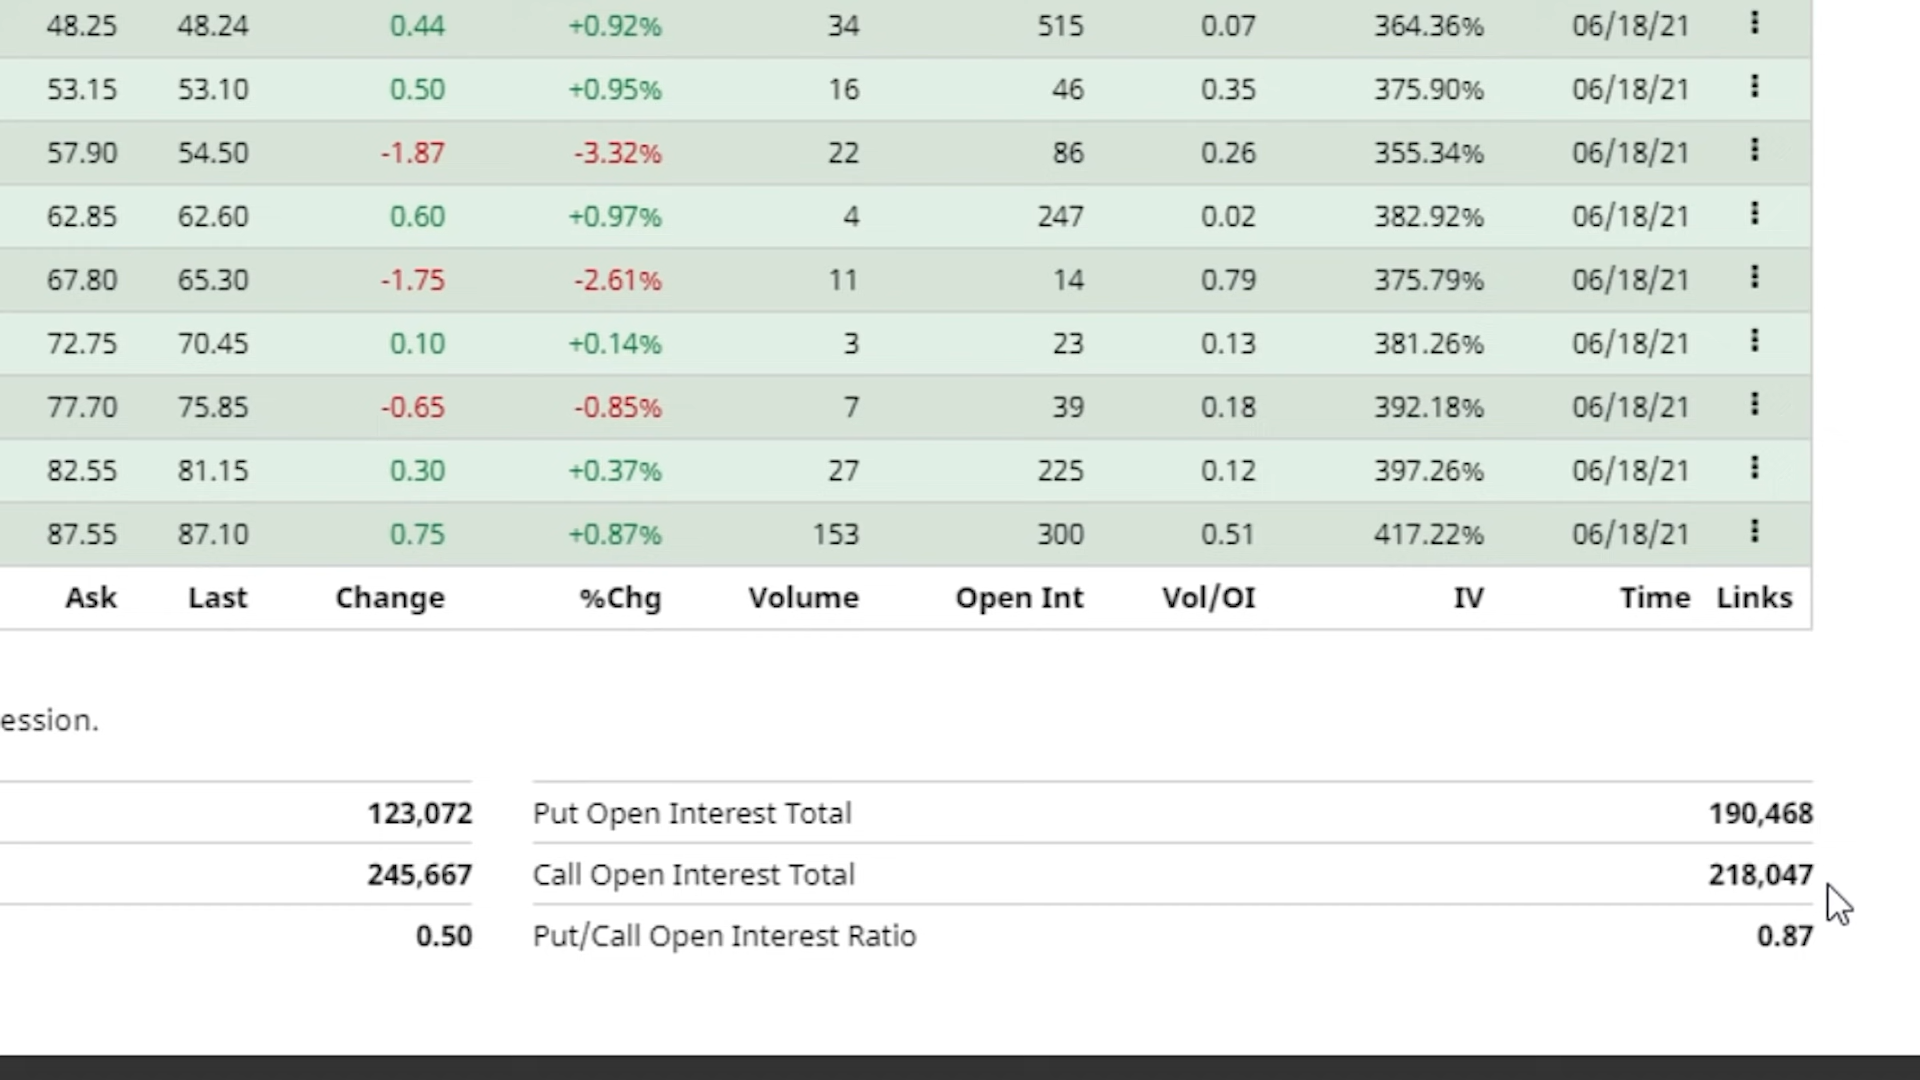 48.25 48.24 0.44 +0.92% 34 515 0.07 364.36% 06/18/21
53.15 53.10 0.50 +0.95% 16 46 0.35 375.90% 06/18/21
57.90 54.50 -1.87 -3.32% 22 86 0.26 355.34% 06/18/21
62.85 62.60 0.60 +0.97% 4 247 0.02 382.92% 06/18/21
67.80 65.30 -1.75 -2.61% 11 14 0.79 375.79% 06/18/21
72.75 70.45 0.10 +0.14% 3 23 0.13 381.26% 06/18/21
77.70 75.85 -0.65 -0.85% 7 39 0.18 392.18% 06/18/21
82.55 81.15 0.30 +0.37% 27 225 0.12 397.26% 06/18/21
87.55 87.10 0.75 +0.87% 153 300 0.51 417.22% 06/18/21
Ask Last Change %Chg Volume Open Int Vol/OI IV Time Links
ession.
123,072 Put Open Interest Total 190,468
245,667 Call Open Interest Total 218,047
0.50 Put/Call Open Interest Ratio 0.87